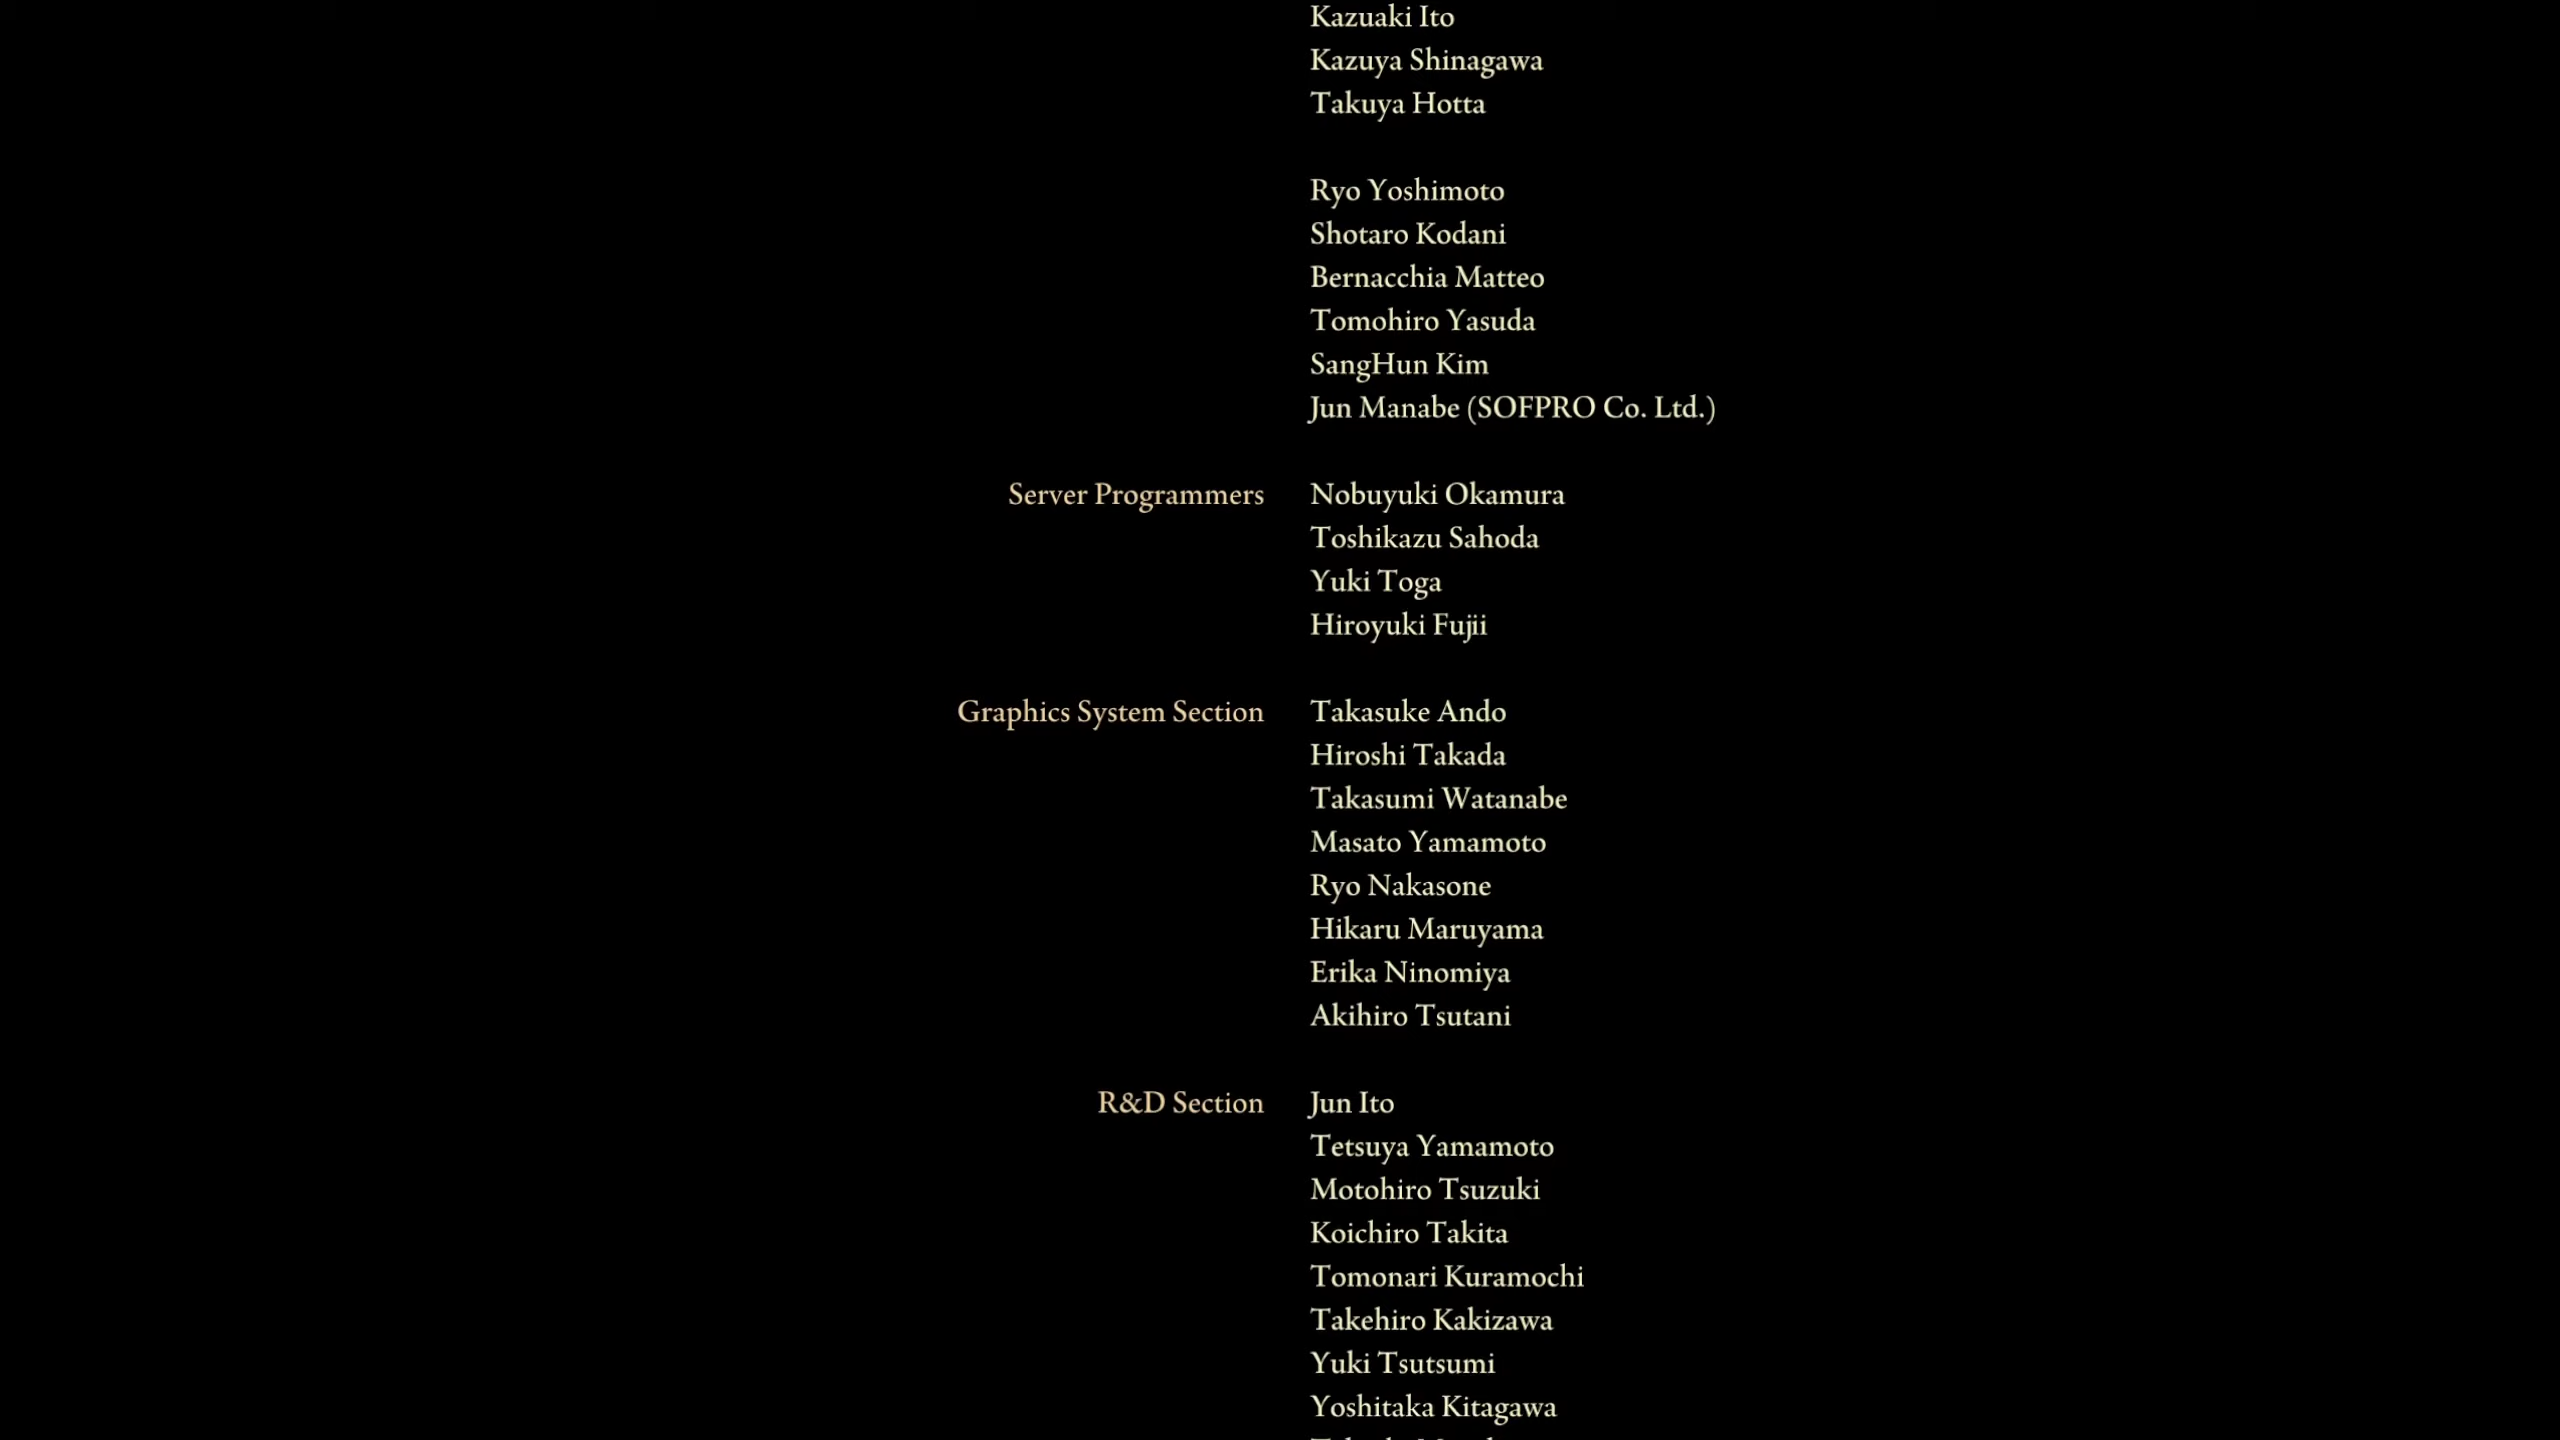 Kazuaki Ito
Kazuya Shinagawa
Takuya Hotta
Ryo Yoshimoto
Shotaro Kodani
Bernacchia Matteo
Tomohiro Yasuda
SangHun Kim
Jun Manabe (SOFPRO Co. Ltd.)
Server Programmers Nobuyuki Okamura
Toshikazu Sahoda
Yuki Toga
Hiroyuki Fujii
Graphics System Section Takasuke Ando
Hiroshi Takada
Takasumi Watanabe
Masato Yamamoto
Ryo Nakasone
Hikaru Maruyama
Erika Ninomiya
Akihiro Tsutani
R&D Section Jun Ito
Tetsuya Yamamoto
Motohiro Tsuzuki
Koichiro Takita
Tomonari Kuramochi
Takehiro Kakizawa
Yuki Tsutsumi
Yoshitaka Kitagawa